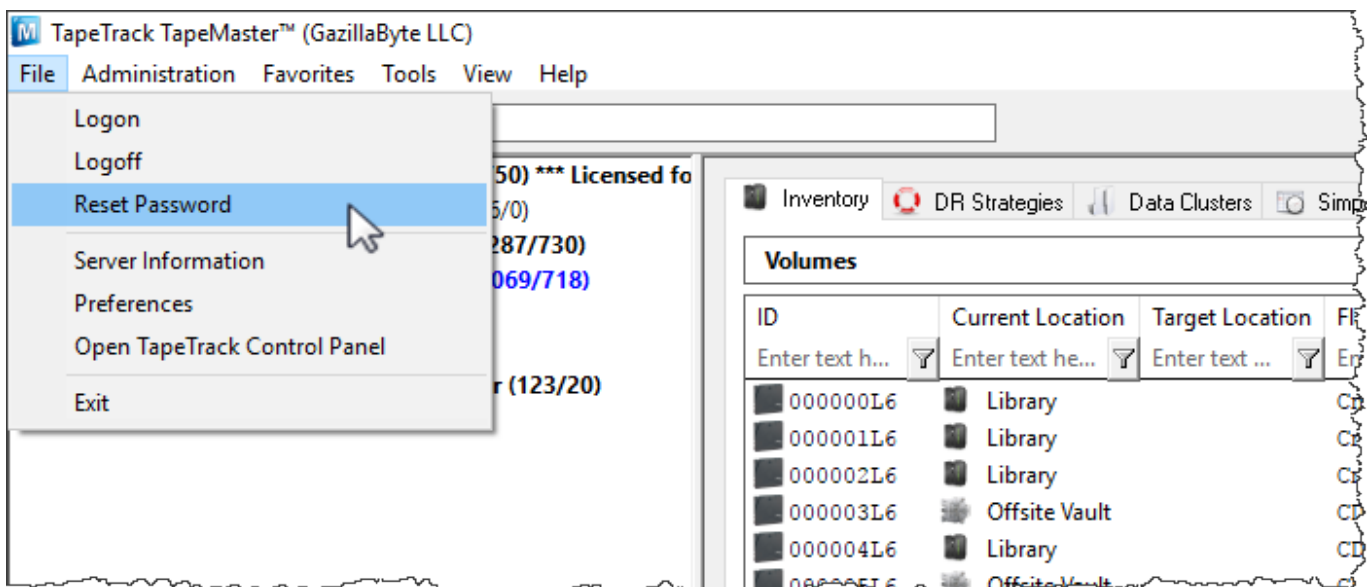 TapeTrack TapeMaster™ (GazillaByte LLC)
File Administration Favorites Tools View Help
Logon
Logoff
Reset Password
Server Information
Preferences
Open TapeTrack Control Panel
Exit
50) *** Licensed fo
/0)
287/730)
069/718)
r (123/20)
Inventory DR Strategies Data Clusters Simp
Volumes
ID Current Location Target Location
Enter text h... Enter text he... Enter text ...
000000L6 Library
000001L6 Library
000002L6 Library
000003L6 Offsite Vault
000004L6 Library